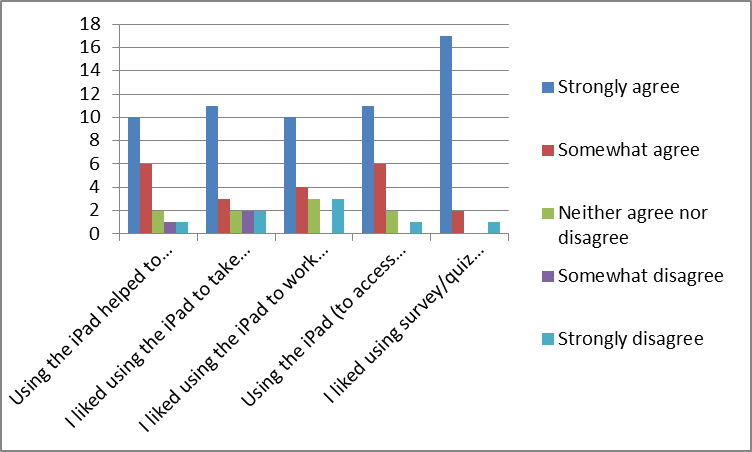 18
16
14
12
10
8
6
4
2
0
Using the iPad helped to...
I liked using the iPad to take...
I liked using the iPad to work...
Using the iPad (to access...
I liked using survey/quiz...
Strongly agree
Somewhat agree
Neither agree nor
disagree
Somewhat disagree
Strongly disagree